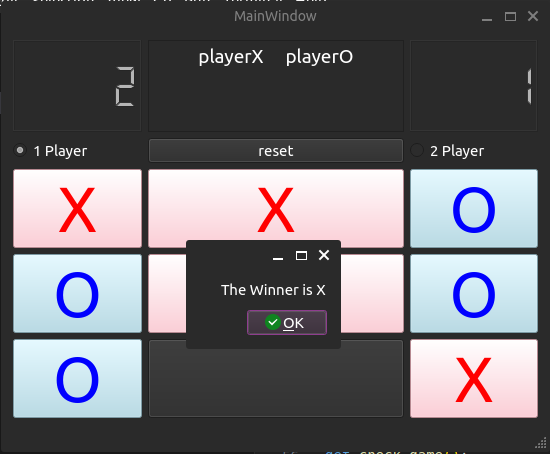 MainWindow
playerX playerO
2 1
1 Player reset 2 Player
X X O
O O
O X
The Winner is X
OK